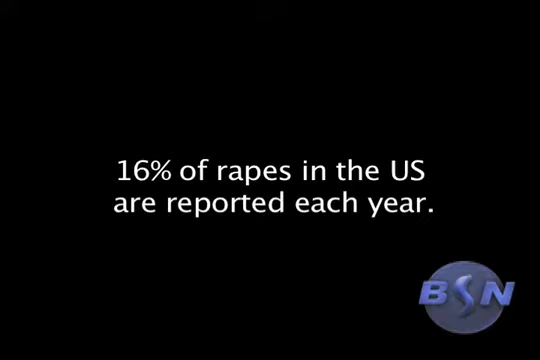 16% of rapes in the US
are reported each year.
BSN